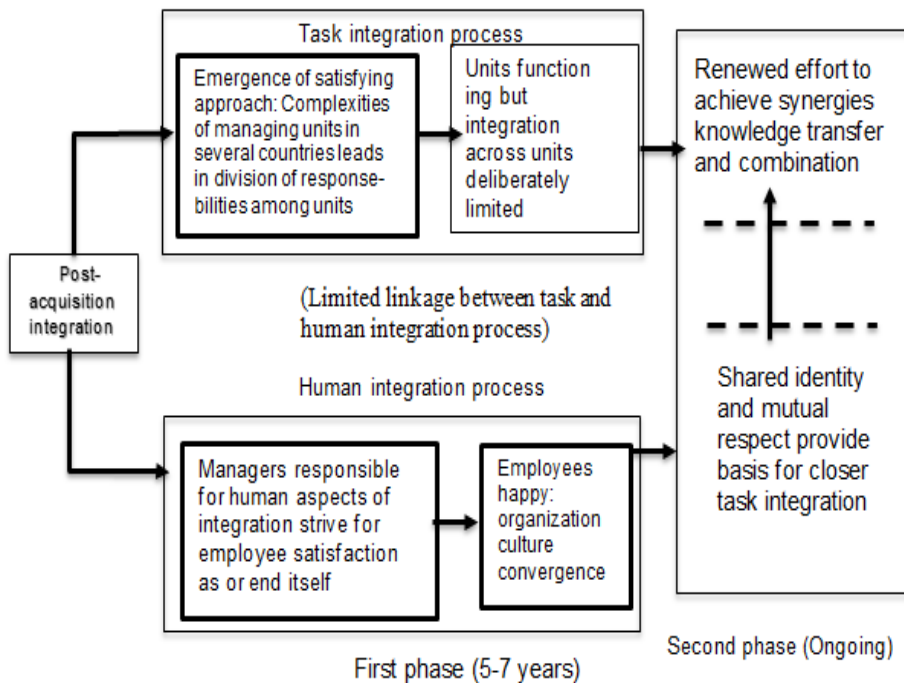 Task integration process
Emergence of satisfying
approach: Complexities
of managing units in
several countries leads
in division of response-
bilities among units
Units function
ing but
integration
across units
deliberately
limited
Renewed effort to
achieve synergies
knowledge transfer
and combination
Post-
acquisition
integration
(Limited linkage between task and
human integration process)
Human integration process
Managers responsible
for human aspects of
integration strive for
employee satisfaction
as or end itself
Employees
happy:
organization
culture
convergence
Shared identity
and mutual
respect provide
basis for closer
task integration
First phase (5-7 years)
Second phase (Ongoing)